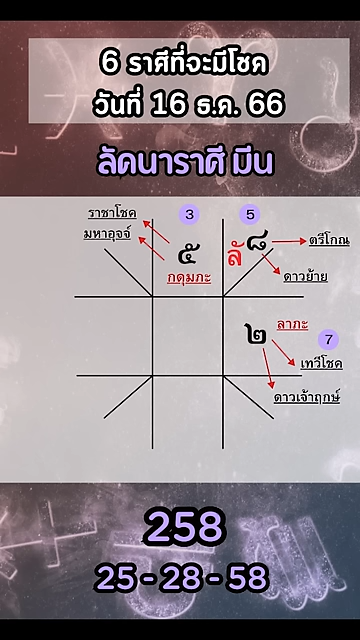 6 ราศีที่จะมีโชค
วันที่ 16 ธ.ค. 66
ลัคนาราศี มีน
ราชาโชค
3
5
มหาอุจจ์
๕
ลั
๘
ตรีโกณ
กดุมภะ
ดาวย้าย
๒
ลาภะ
7
เทวีโชค
ดาวเจ้าฤกษ์
258
25 - 28 - 58